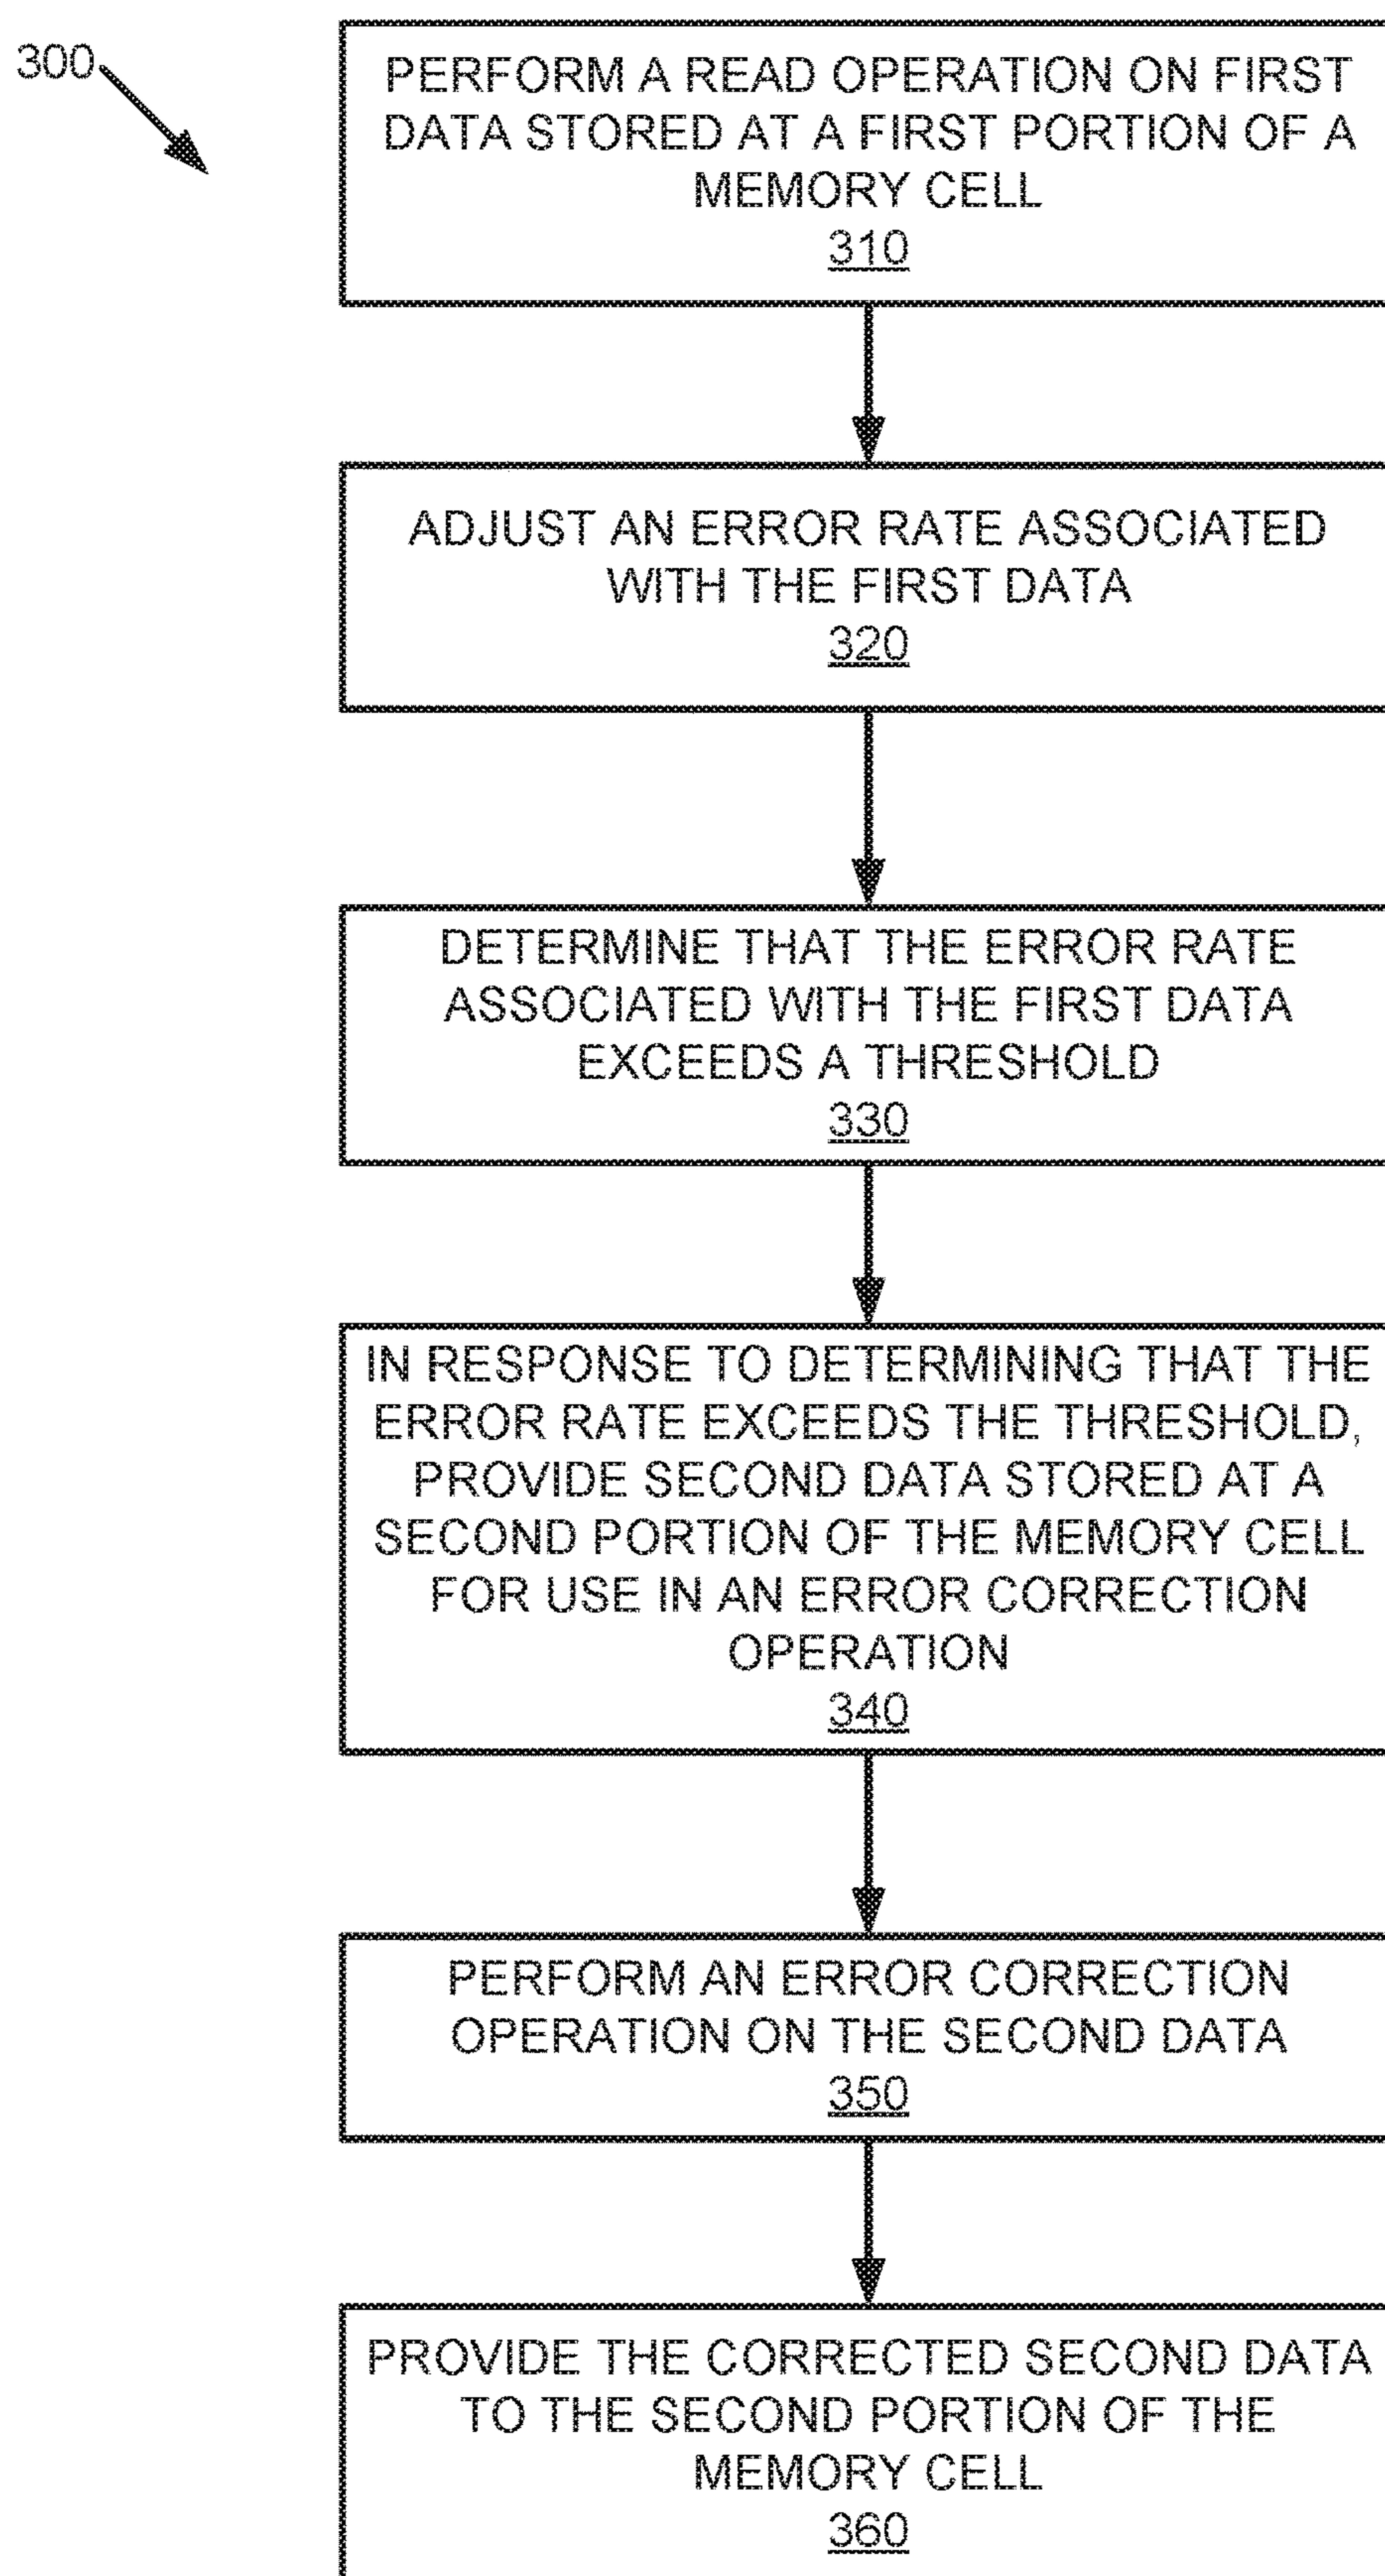 300
PERFORM A READ OPERATION ON FIRST
DATA STORED AT A FIRST PORTION OF A
MEMORY CELL
310
ADJUST AN ERROR RATE ASSOCIATED
WITH THE FIRST DATA
320
DETERMINE THAT THE ERROR RATE
ASSOCIATED WITH THE FIRST DATA
EXCEEDS A THRESHOLD
330
IN RESPONSE TO DETERMINING THAT THE
ERROR RATE EXCEEDS THE THRESHOLD,
PROVIDE SECOND DATA STORED AT A
SECOND PORTION OF THE MEMORY CELL
FOR USE IN AN ERROR CORRECTION
OPERATION
340
PERFORM AN ERROR CORRECTION
OPERATION ON THE SECOND DATA
350
PROVIDE THE CORRECTED SECOND DATA
TO THE SECOND PORTION OF THE
MEMORY CELL
360